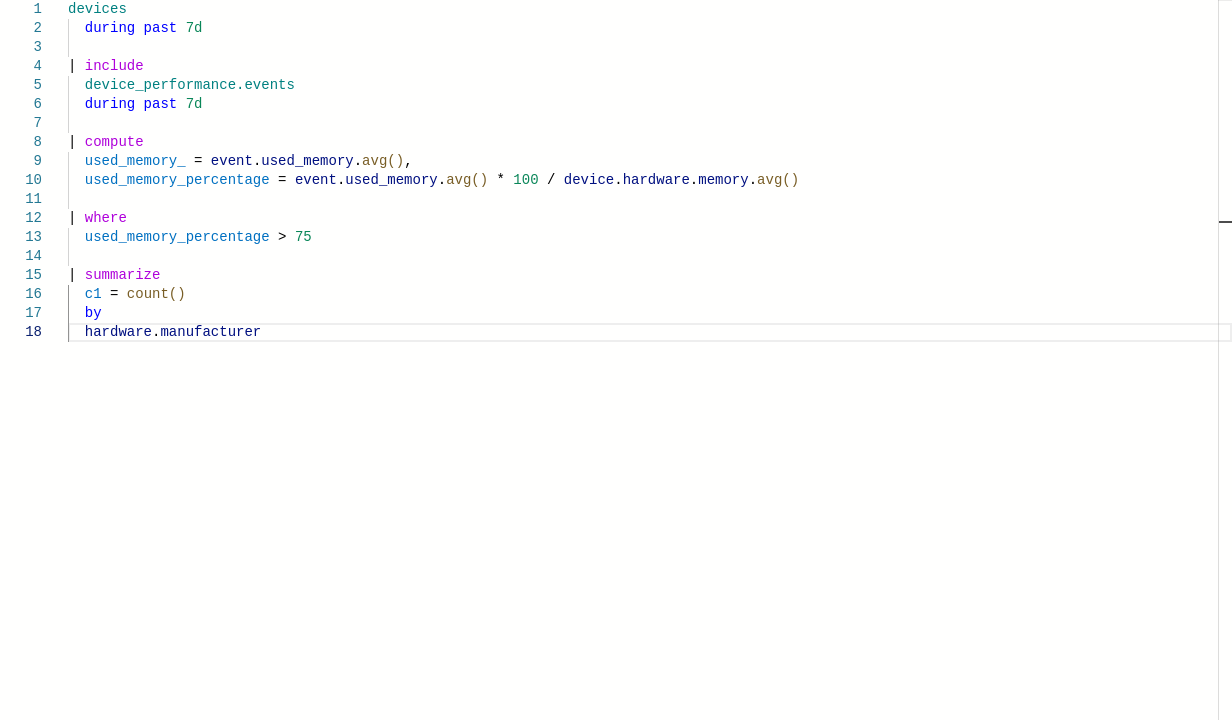 1 devices
2 during past 7d
3
4 | include
5 device_performance.events
6 during past 7d
7
8 | compute
9 used_memory_ = event.used_memory.avg(),
10 used_memory_percentage = event.used_memory.avg() * 100 / device.hardware.memory.avg()
11
12 | where
13 used_memory_percentage > 75
14
15 | summarize
16 c1 = count()
17 by
18 hardware.manufacturer